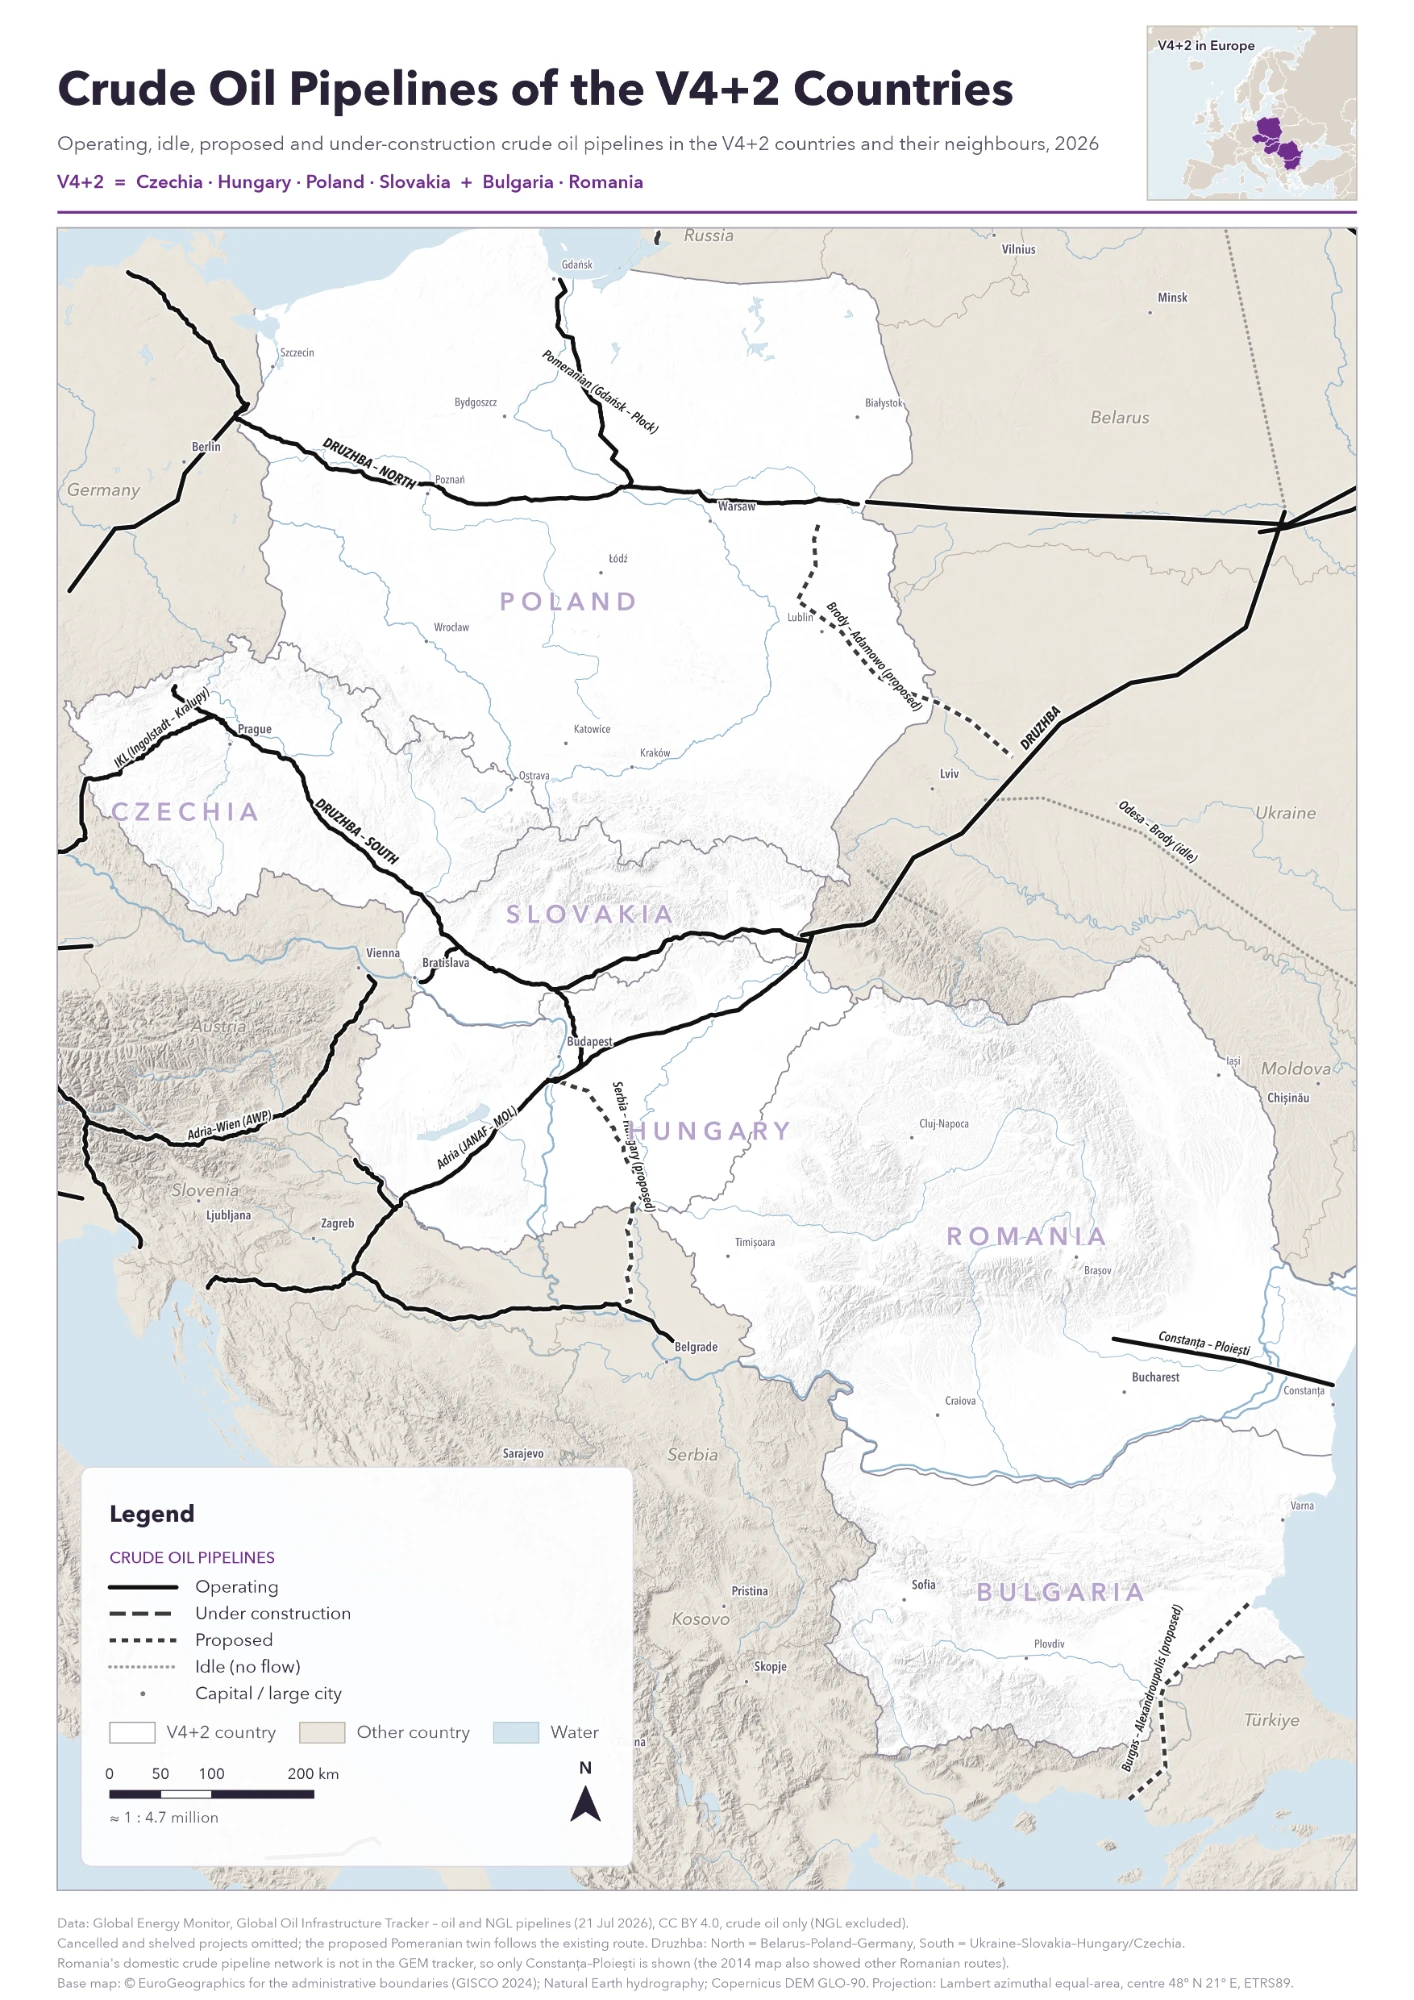 V4+2 in Europe
Crude Oil Pipelines of the V4+2 Countries
Operating, idle, proposed and under-construction crude oil pipelines in the V4+2 countries and their neighbours, 2026
V4+2 = Czechia · Hungary · Poland · Slovakia + Bulgaria · Romania
Russia
Vilnius
Gdańsk
Minsk
Szczecin
Pomeranian (Gdańsk – Płock)
Bydgoszcz
Białystok
Belarus
Berlin
DRUZHBA – NORTH
Poznań
Germany
Warsaw
Łódź
POLAND
Lublin
Brody – Adamowo (proposed)
Wrocław
IKL (Ingolstadt – Kralupy)
Prague
Katowice
Kraków
DRUZHBA
Ostrava
Lviv
CZECHIA
DRUZHBA – SOUTH
Odesa – Brody (idle)
Ukraine
SLOVAKIA
Vienna
Bratislava
Austria
Budapest
Iași
Moldova
Chișinău
Serbia – Hungary (proposed)
Adria-Wien (AWP)
Adria (JANAF – MOL)
HUNGARY
Cluj-Napoca
Slovenia
Ljubljana
Zagreb
Timișoara
ROMANIA
Brașov
Belgrade
Constanța – Ploiești
Bucharest
Constanța
Craiova
Sarajevo
Serbia
Varna
Pristina
Sofia
BULGARIA
Kosovo
Plovdiv
Skopje
Burgas – Alexandroupolis (proposed)
Türkiye
na
Legend
CRUDE OIL PIPELINES
Operating
Under construction
Proposed
Idle (no flow)
Capital / large city
V4+2 country Other country Water
0 50 100 200 km
≈ 1 : 4.7 million
N
Data: Global Energy Monitor, Global Oil Infrastructure Tracker – oil and NGL pipelines (21 Jul 2026), CC BY 4.0, crude oil only (NGL excluded).
Cancelled and shelved projects omitted; the proposed Pomeranian twin follows the existing route. Druzhba: North = Belarus–Poland–Germany, South = Ukraine–Slovakia–Hungary/Czechia.
Romania's domestic crude pipeline network is not in the GEM tracker, so only Constanța–Ploiești is shown (the 2014 map also showed other Romanian routes).
Base map: © EuroGeographics for the administrative boundaries (GISCO 2024); Natural Earth hydrography; Copernicus DEM GLO-90. Projection: Lambert azimuthal equal-area, centre 48° N 21° E, ETRS89.